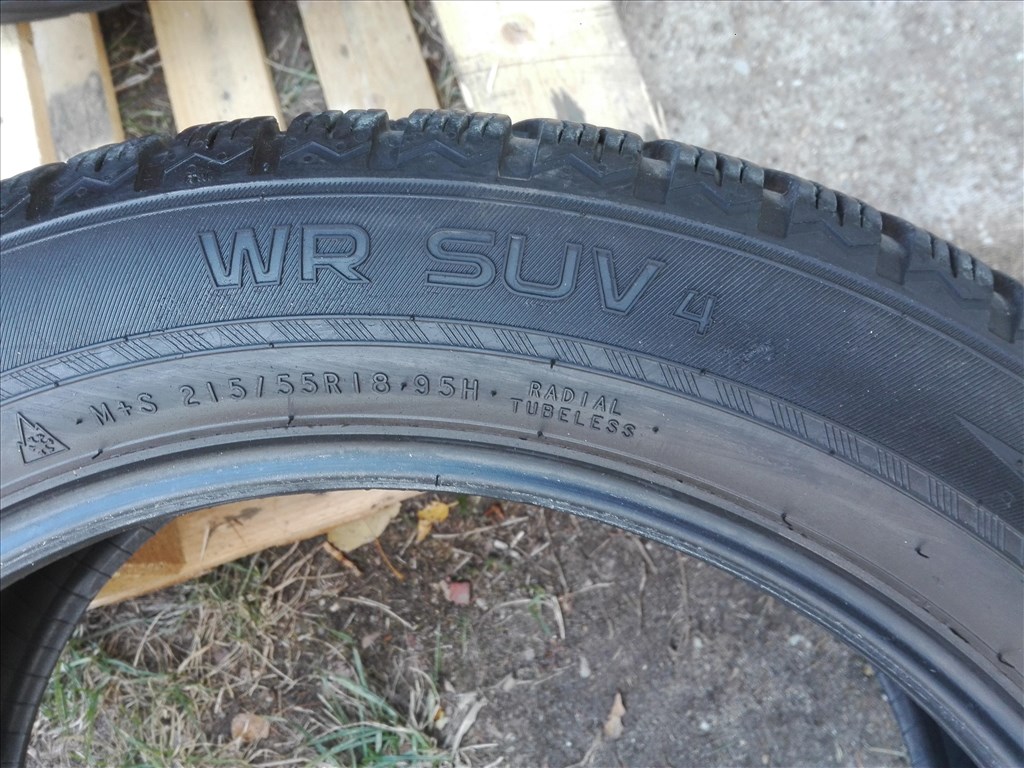 WR SUV 4
M+S 215/55R18 95H
RADIAL
TUBELESS